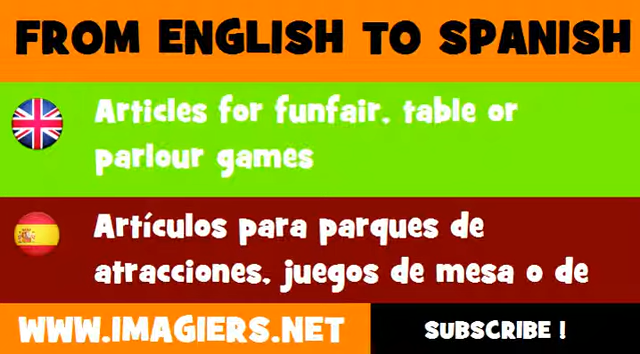 FROM ENGLISH TO SPANISH
Articles for funfair, table or
parlour games
Artículos para parques de
atracciones, juegos de mesa o de
WWW.IMAGIERS.NET
SUBSCRIBE !